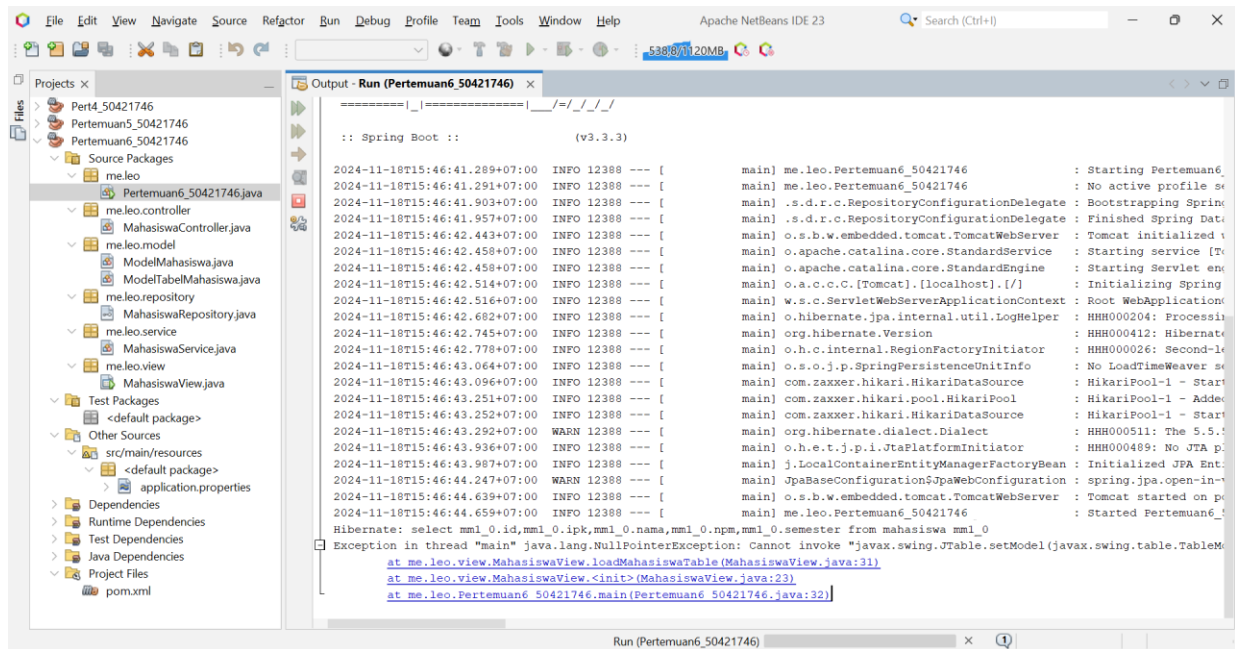 File Edit View Navigate Source Refactor Run Debug Profile Team Tools Window Help Apache NetBeans IDE 23 Search (Ctrl+I)
538,8/1120MB
Projects
Files
Pert4_50421746
Pertemuan5_50421746
Pertemuan6_50421746
Source Packages
me.leo
Pertemuan6_50421746.java
me.leo.controller
MahasiswaController.java
me.leo.model
ModelMahasiswa.java
ModelTabelMahasiswa.java
me.leo.repository
MahasiswaRepository.java
me.leo.service
MahasiswaService.java
me.leo.view
MahasiswaView.java
Test Packages
<default package>
Other Sources
src/main/resources
<default package>
application.properties
Dependencies
Runtime Dependencies
Test Dependencies
Java Dependencies
Project Files
pom.xml
Output - Run (Pertemuan6_50421746)
=========|_|==============|___/=/_/_/_/
:: Spring Boot :: (v3.3.3)
2024-11-18T15:46:41.289+07:00 INFO 12388 --- [ main] me.leo.Pertemuan6_50421746 : Starting Pertemuan6_
2024-11-18T15:46:41.291+07:00 INFO 12388 --- [ main] me.leo.Pertemuan6_50421746 : No active profile se
2024-11-18T15:46:41.903+07:00 INFO 12388 --- [ main] .s.d.r.c.RepositoryConfigurationDelegate : Bootstrapping Spring
2024-11-18T15:46:41.957+07:00 INFO 12388 --- [ main] .s.d.r.c.RepositoryConfigurationDelegate : Finished Spring Data
2024-11-18T15:46:42.443+07:00 INFO 12388 --- [ main] o.s.b.w.embedded.tomcat.TomcatWebServer : Tomcat initialized w
2024-11-18T15:46:42.458+07:00 INFO 12388 --- [ main] o.apache.catalina.core.StandardService : Starting service [To
2024-11-18T15:46:42.458+07:00 INFO 12388 --- [ main] o.apache.catalina.core.StandardEngine : Starting Servlet eng
2024-11-18T15:46:42.514+07:00 INFO 12388 --- [ main] o.a.c.c.C.[Tomcat].[localhost].[/] : Initializing Spring
2024-11-18T15:46:42.516+07:00 INFO 12388 --- [ main] w.s.c.ServletWebServerApplicationContext : Root WebApplicationC
2024-11-18T15:46:42.682+07:00 INFO 12388 --- [ main] o.hibernate.jpa.internal.util.LogHelper : HHH000204: Processin
2024-11-18T15:46:42.745+07:00 INFO 12388 --- [ main] org.hibernate.Version : HHH000412: Hibernate
2024-11-18T15:46:42.778+07:00 INFO 12388 --- [ main] o.h.c.internal.RegionFactoryInitiator : HHH000026: Second-le
2024-11-18T15:46:43.064+07:00 INFO 12388 --- [ main] o.s.o.j.p.SpringPersistenceUnitInfo : No LoadTimeWeaver se
2024-11-18T15:46:43.096+07:00 INFO 12388 --- [ main] com.zaxxer.hikari.HikariDataSource : HikariPool-1 - Start
2024-11-18T15:46:43.251+07:00 INFO 12388 --- [ main] com.zaxxer.hikari.pool.HikariPool : HikariPool-1 - Added
2024-11-18T15:46:43.252+07:00 INFO 12388 --- [ main] com.zaxxer.hikari.HikariDataSource : HikariPool-1 - Start
2024-11-18T15:46:43.292+07:00 WARN 12388 --- [ main] org.hibernate.dialect.Dialect : HHH000511: The 5.5.5
2024-11-18T15:46:43.936+07:00 INFO 12388 --- [ main] o.h.e.t.j.p.i.JtaPlatformInitiator : HHH000489: No JTA pl
2024-11-18T15:46:43.987+07:00 INFO 12388 --- [ main] j.LocalContainerEntityManagerFactoryBean : Initialized JPA Enti
2024-11-18T15:46:44.247+07:00 WARN 12388 --- [ main] JpaBaseConfiguration$JpaWebConfiguration : spring.jpa.open-in-v
2024-11-18T15:46:44.639+07:00 INFO 12388 --- [ main] o.s.b.w.embedded.tomcat.TomcatWebServer : Tomcat started on po
2024-11-18T15:46:44.659+07:00 INFO 12388 --- [ main] me.leo.Pertemuan6_50421746 : Started Pertemuan6_5
Hibernate: select mm1_0.id,mm1_0.ipk,mm1_0.nama,mm1_0.npm,mm1_0.semester from mahasiswa mm1_0
Exception in thread "main" java.lang.NullPointerException: Cannot invoke "javax.swing.JTable.setModel(javax.swing.table.TableMo
at me.leo.view.MahasiswaView.loadMahasiswaTable(MahasiswaView.java:31)
at me.leo.view.MahasiswaView.<init>(MahasiswaView.java:23)
at me.leo.Pertemuan6_50421746.main(Pertemuan6_50421746.java:32)
Run (Pertemuan6_50421746) 1